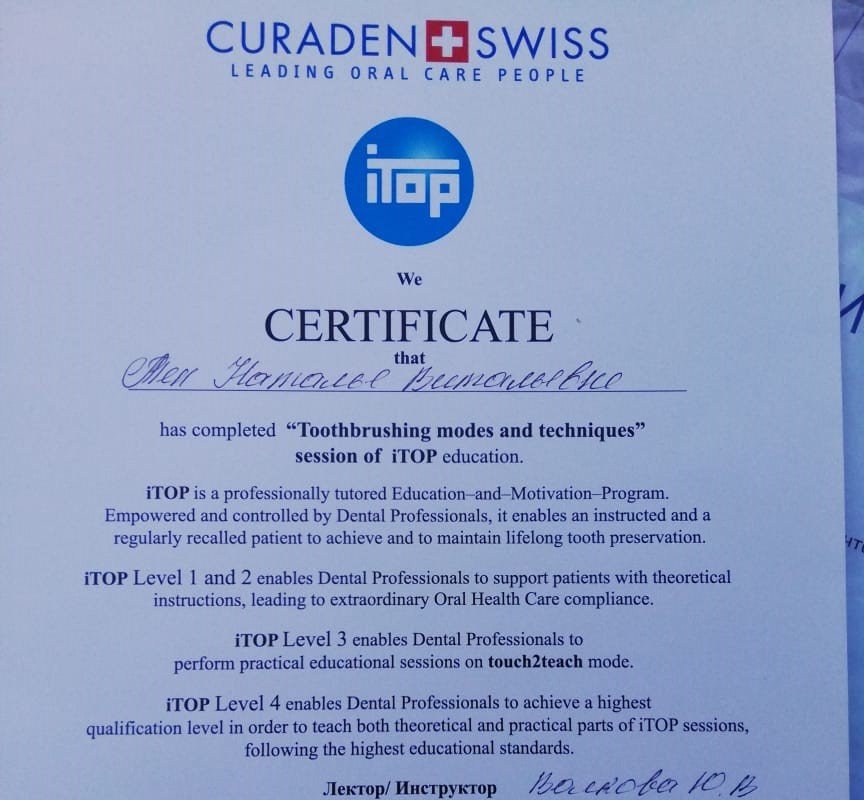 CURADEN SWISS
LEADING ORAL CARE PEOPLE
iTop
We
CERTIFICATE
that
Тен Наталье Витальевне
has completed “Toothbrushing modes and techniques”
session of iTOP education.
iTOP is a professionally tutored Education–and–Motivation–Program.
Empowered and controlled by Dental Professionals, it enables an instructed and a
regularly recalled patient to achieve and to maintain lifelong tooth preservation.
iTOP Level 1 and 2 enables Dental Professionals to support patients with theoretical
instructions, leading to extraordinary Oral Health Care compliance.
iTOP Level 3 enables Dental Professionals to
perform practical educational sessions on touch2teach mode.
iTOP Level 4 enables Dental Professionals to achieve a highest
qualification level in order to teach both theoretical and practical parts of iTOP sessions,
following the highest educational standards.
Лектор/ Инструктор Волкова Ю.В